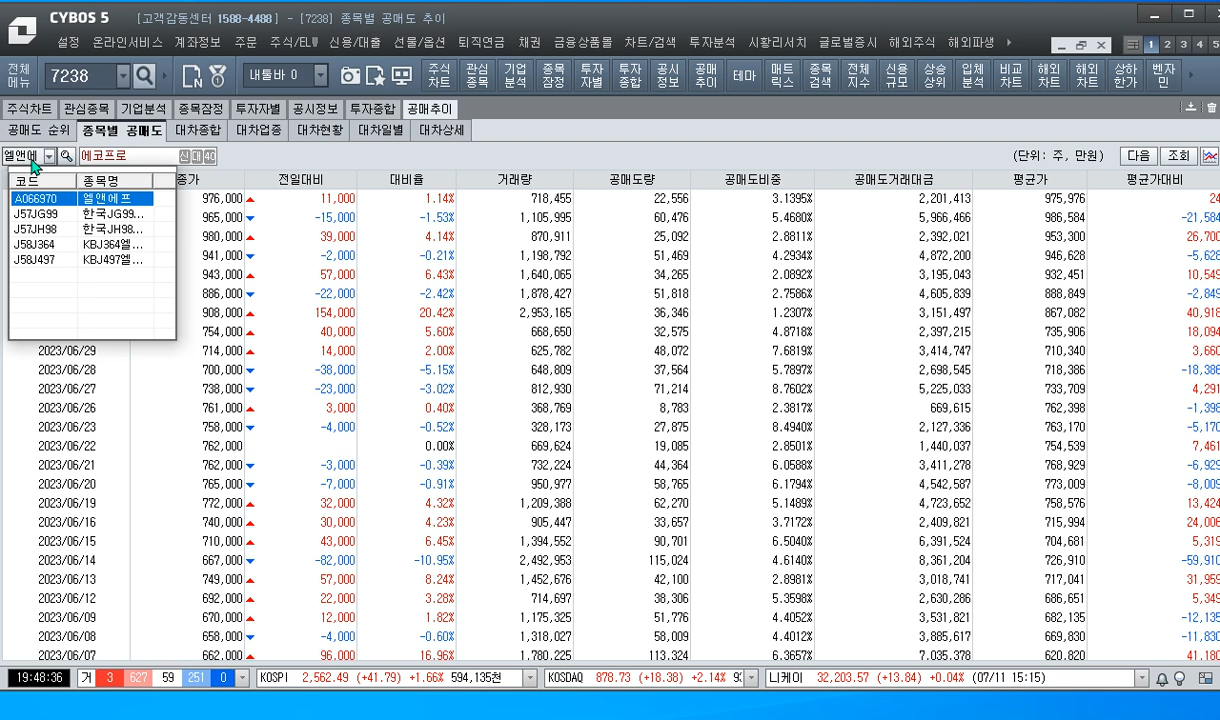 CYBOS 5 [고객감동센터 1588-4488] - [7238] 종목별 공매도 추이
설정 온라인서비스 계좌정보 주문 주식/ELW 신용/대출 선물/옵션 퇴직연금 채권 금융상품몰 차트/검색 투자분석 시황리서치 글로벌증시 해외주식 해외파생 1 2 3 4 5
전체메뉴 7238 내툴바 0 주식차트 관심종목 기업분석 종목잠정 투자자별 투자종합 공시정보 공매추이 테마 매트릭스 종목검색 전체지수 신용규모 상승상위 입체분석 비교차트 해외차트 해외차트 상하한가 벤자민
주식차트 관심종목 기업분석 종목잠정 투자자별 공시정보 투자종합 공매추이
공매도 순위 종목별 공매도 대차종합 대차업종 대차현황 대차일별 대차상세
엘앤에 에코프로 신대40 (단위: 주, 만원) 다음 조회
종가 전일대비 대비율 거래량 공매도량 공매도비중 공매도거래대금 평균가 평균가대비
코드 종목명
A066970 엘앤에프
J57JG99 한국JG99...
J57JH98 한국JH98...
J58J364 KBJ364엘...
J58J497 KBJ497엘...
976,000 11,000 1.14% 718,455 22,556 3.1395% 2,201,413 975,976 24
967,000 -15,000 -1.53% 1,105,995 60,476 5.4680% 5,966,466 986,584 -21,584
980,000 39,000 4.14% 870,911 25,092 2.8811% 2,392,021 953,300 26,700
941,000 -2,000 -0.21% 1,198,792 51,469 4.2934% 4,872,200 946,628 -5,628
943,000 57,000 6.43% 1,640,065 34,265 2.0892% 3,195,043 932,451 10,549
886,000 -22,000 -2.42% 1,878,427 51,818 2.7586% 4,605,839 888,849 -2,849
908,000 154,000 20.42% 2,953,165 36,346 1.2307% 3,151,497 867,082 40,918
754,000 40,000 5.60% 668,650 32,575 4.8718% 2,397,215 735,906 18,094
2023/06/29 714,000 14,000 2.00% 625,782 48,072 7.6819% 3,414,747 710,340 3,660
2023/06/28 700,000 -38,000 -5.15% 648,809 37,564 5.7897% 2,698,545 718,386 -18,386
2023/06/27 738,000 -23,000 -3.02% 812,930 71,214 8.7602% 5,225,033 733,709 4,291
2023/06/26 761,000 3,000 0.40% 368,769 8,783 2.3817% 669,615 762,398 -1,398
2023/06/23 758,000 -4,000 -0.52% 328,173 27,875 8.4940% 2,127,336 763,170 -5,170
2023/06/22 762,000 0.00% 669,624 19,085 2.8501% 1,440,037 754,539 7,461
2023/06/21 762,000 -3,000 -0.39% 732,224 44,364 6.0588% 3,411,278 768,929 -6,929
2023/06/20 765,000 -7,000 -0.91% 950,977 58,765 6.1794% 4,542,587 773,009 -8,009
2023/06/19 772,000 32,000 4.32% 1,209,388 62,270 5.1489% 4,723,652 758,576 13,424
2023/06/16 740,000 30,000 4.23% 905,447 33,657 3.7172% 2,409,821 715,994 24,006
2023/06/15 710,000 43,000 6.45% 1,394,552 90,701 6.5040% 6,391,524 704,681 5,319
2023/06/14 667,000 -82,000 -10.95% 2,492,953 115,024 4.6140% 8,361,204 726,910 -59,910
2023/06/13 749,000 57,000 8.24% 1,452,676 42,100 2.8981% 3,018,741 717,041 31,959
2023/06/12 692,000 22,000 3.28% 714,697 38,306 5.3598% 2,630,286 686,651 5,349
2023/06/09 670,000 12,000 1.82% 1,175,325 51,776 4.4052% 3,531,821 682,135 -12,135
2023/06/08 658,000 -4,000 -0.60% 1,318,027 58,009 4.4012% 3,885,617 669,830 -11,830
2023/06/07 662,000 96,000 16.96% 1,780,225 113,324 6.3657% 7,035,378 620,820 41,180
19:48:36 거 3 627 59 251 0 KOSPI 2,562.49 (+41.79) +1.66% 594,135천 KOSDAQ 878.73 (+18.38) +2.14% 니케이 32,203.57 (+13.84) +0.04% (07/11 15:15)